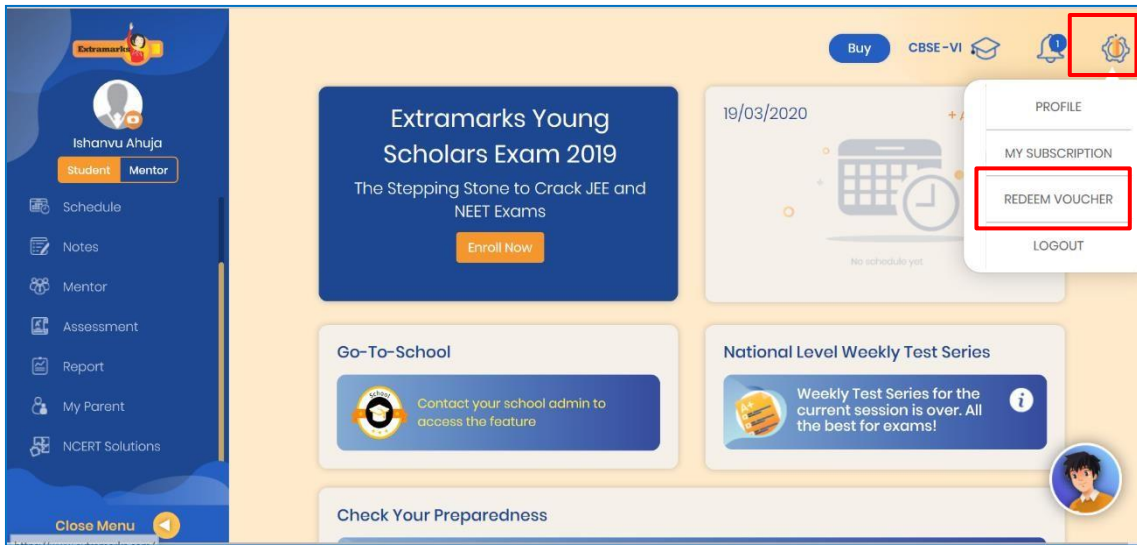 Extramarks
Ishanvu Ahuja
Student Mentor
Schedule
Notes
Mentor
Assessment
Report
My Parent
NCERT Solutions
Close Menu
Buy CBSE-VI 1
PROFILE
MY SUBSCRIPTION
REDEEM VOUCHER
LOGOUT
Extramarks Young
Scholars Exam 2019
The Stepping Stone to Crack JEE and
NEET Exams
Enroll Now
19/03/2020 +
No schedule yet
Go-To-School
School
Contact your school admin to
access the feature
National Level Weekly Test Series
A+
Weekly Test Series for the
current session is over. All
the best for exams!
i
Check Your Preparedness